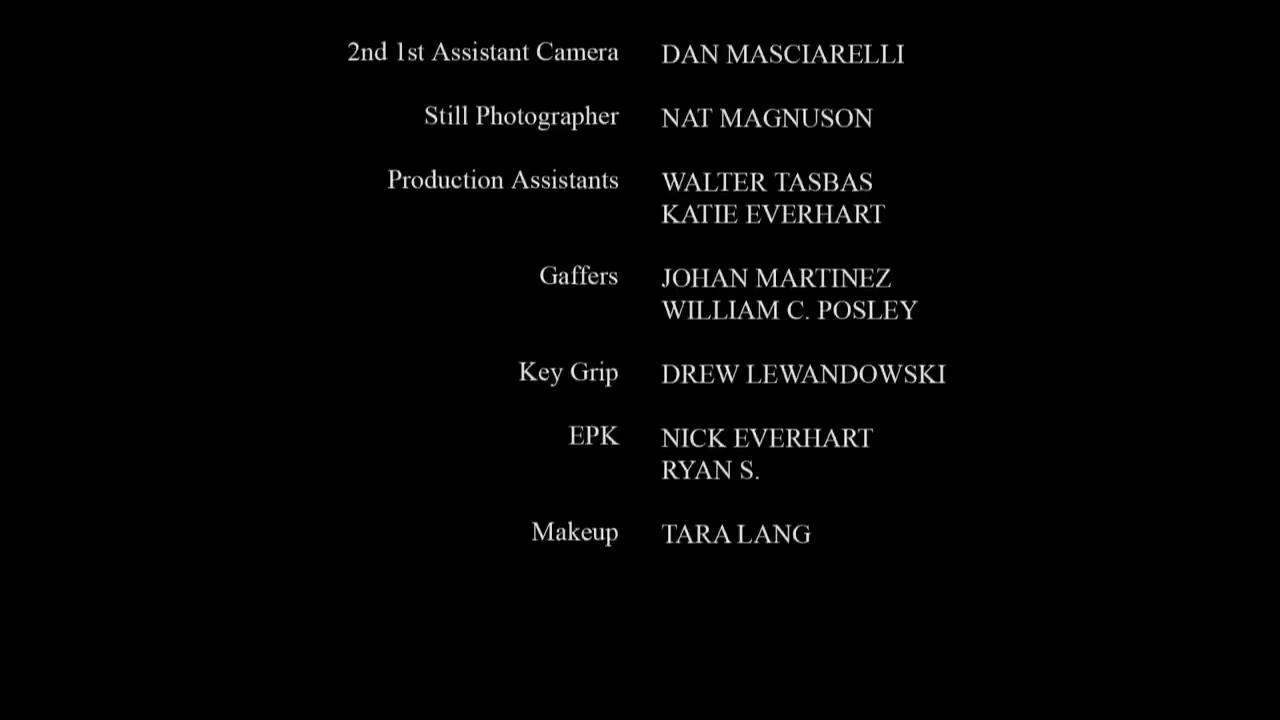 2nd 1st Assistant Camera DAN MASCIARELLI
Still Photographer NAT MAGNUSON
Production Assistants WALTER TASBAS
KATIE EVERHART
Gaffers JOHAN MARTINEZ
WILLIAM C. POSLEY
Key Grip DREW LEWANDOWSKI
EPK NICK EVERHART
RYAN S.
Makeup TARA LANG